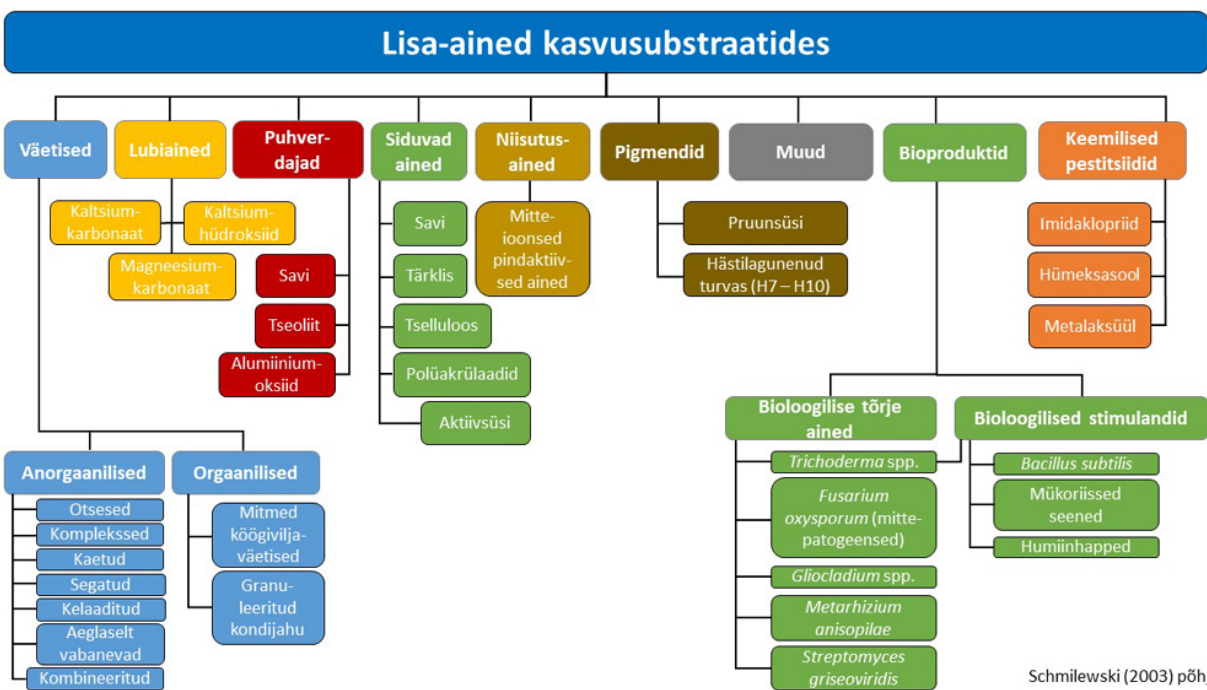 Lisa-ained kasvusubstraatides
Väetised
Lubiained
Puhver-
dajad
Siduvad
ained
Niisutus-
ained
Pigmendid
Muud
Bioproduktid
Keemilised
pestitsiidid
Kaltsium-
karbonaat
Kaltsium-
hüdroksiid
Magneesium-
karbonaat
Savi
Tseoliit
Alumiinium-
oksiid
Savi
Tärklis
Tselluloos
Polüakrülaadid
Aktiivsüsi
Mitte-
ioonsed
pindaktiiv-
sed ained
Pruunsüsi
Hästilagunenud
turvas (H7 – H10)
Imidaklopriid
Hümeksasool
Metalaksüül
Anorgaanilised
Otsesed
Komplekssed
Kaetud
Segatud
Kelaaditud
Aeglaselt
vabanevad
Kombineeritud
Orgaanilised
Mitmed
köögivilja-
väetised
Granu-
leeritud
kondijahu
Bioloogilise tõrje
ained
Trichoderma spp.
Fusarium
oxysporum (mitte-
patogeensed)
Gliocladium spp.
Metarhizium
anisopilae
Streptomyces
griseoviridis
Bioloogilised stimulandid
Bacillus subtilis
Mükoriissed
seened
Humiinhapped
Schmilewski (2003) põhj